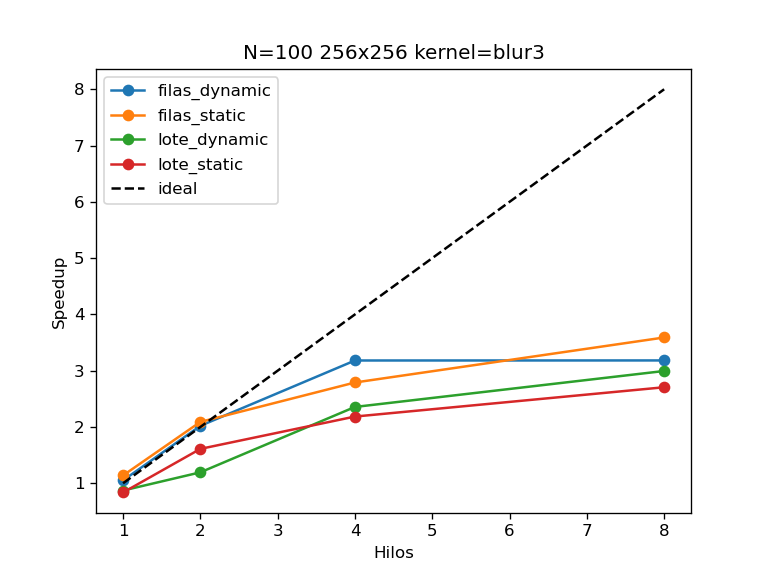 N=100 256x256 kernel=blur3
filas_dynamic
filas_static
lote_dynamic
lote_static
ideal
Speedup
8
7
6
5
4
3
2
1
1 2 3 4 5 6 7 8
Hilos